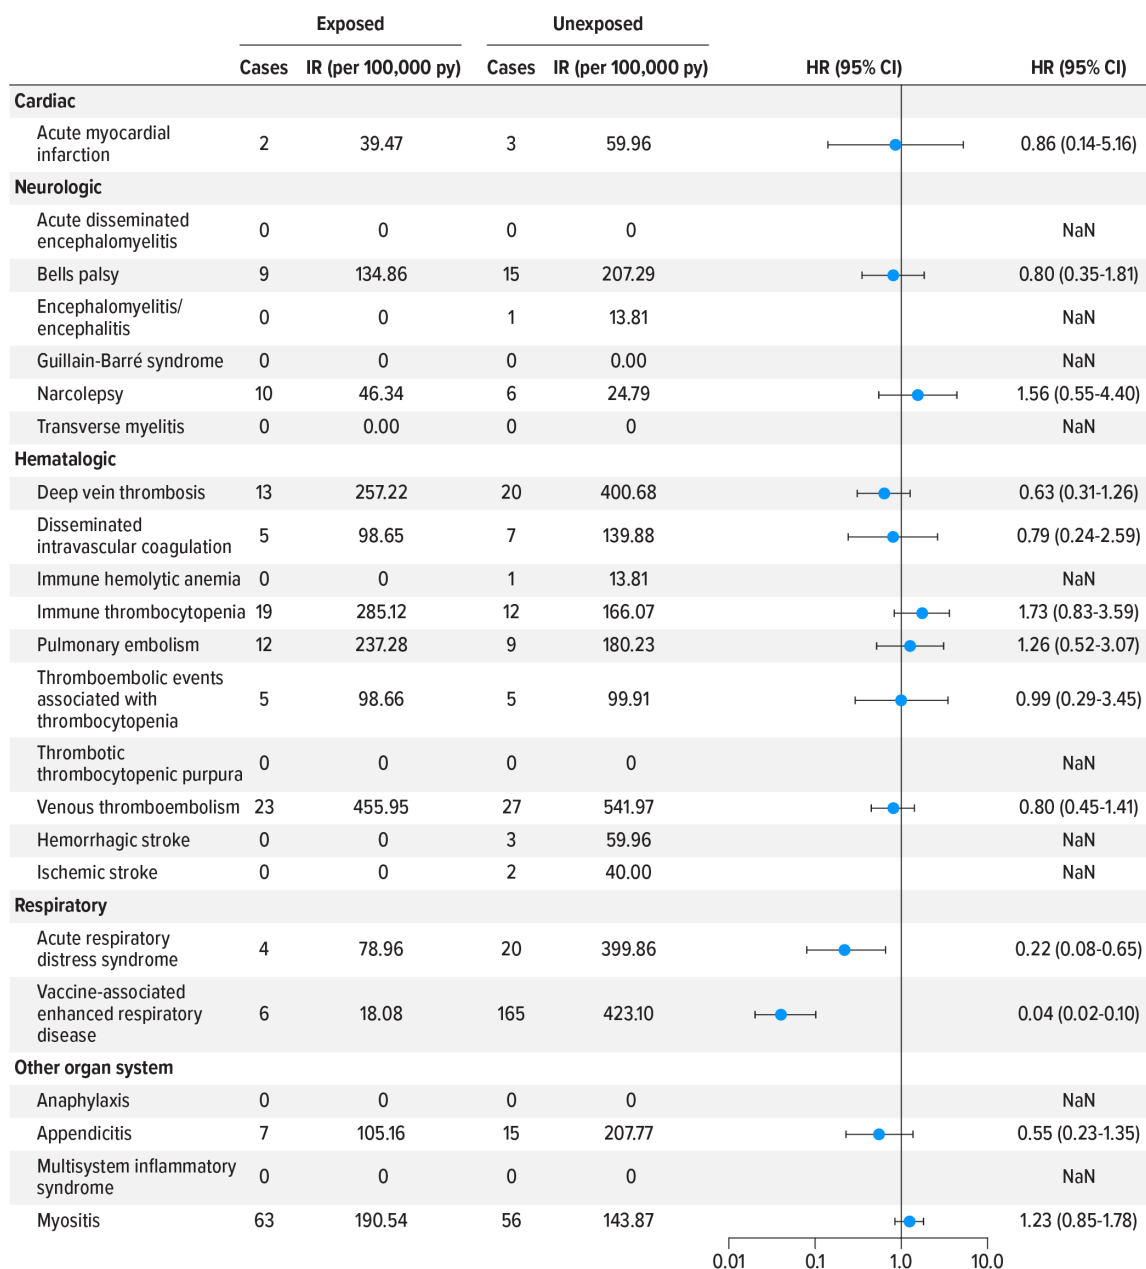 Exposed Unexposed
Cases IR (per 100,000 py) Cases IR (per 100,000 py) HR (95% CI) HR (95% CI)
Cardiac
Acute myocardial
infarction 2 39.47 3 59.96 0.86 (0.14-5.16)
Neurologic
Acute disseminated
encephalomyelitis 0 0 0 0 NaN
Bells palsy 9 134.86 15 207.29 0.80 (0.35-1.81)
Encephalomyelitis/
encephalitis 0 0 1 13.81 NaN
Guillain-Barré syndrome 0 0 0 0.00 NaN
Narcolepsy 10 46.34 6 24.79 1.56 (0.55-4.40)
Transverse myelitis 0 0.00 0 0 NaN
Hematalogic
Deep vein thrombosis 13 257.22 20 400.68 0.63 (0.31-1.26)
Disseminated
intravascular coagulation 5 98.65 7 139.88 0.79 (0.24-2.59)
Immune hemolytic anemia 0 0 1 13.81 NaN
Immune thrombocytopenia 19 285.12 12 166.07 1.73 (0.83-3.59)
Pulmonary embolism 12 237.28 9 180.23 1.26 (0.52-3.07)
Thromboembolic events
associated with 5 98.66 5 99.91 0.99 (0.29-3.45)
thrombocytopenia
Thrombotic
thrombocytopenic purpura 0 0 0 0 NaN
Venous thromboembolism 23 455.95 27 541.97 0.80 (0.45-1.41)
Hemorrhagic stroke 0 0 3 59.96 NaN
Ischemic stroke 0 0 2 40.00 NaN
Respiratory
Acute respiratory
distress syndrome 4 78.96 20 399.86 0.22 (0.08-0.65)
Vaccine-associated
enhanced respiratory 6 18.08 165 423.10 0.04 (0.02-0.10)
disease
Other organ system
Anaphylaxis 0 0 0 0 NaN
Appendicitis 7 105.16 15 207.77 0.55 (0.23-1.35)
Multisystem inflammatory
syndrome 0 0 0 0 NaN
Myositis 63 190.54 56 143.87 1.23 (0.85-1.78)
0.01 0.1 1.0 10.0